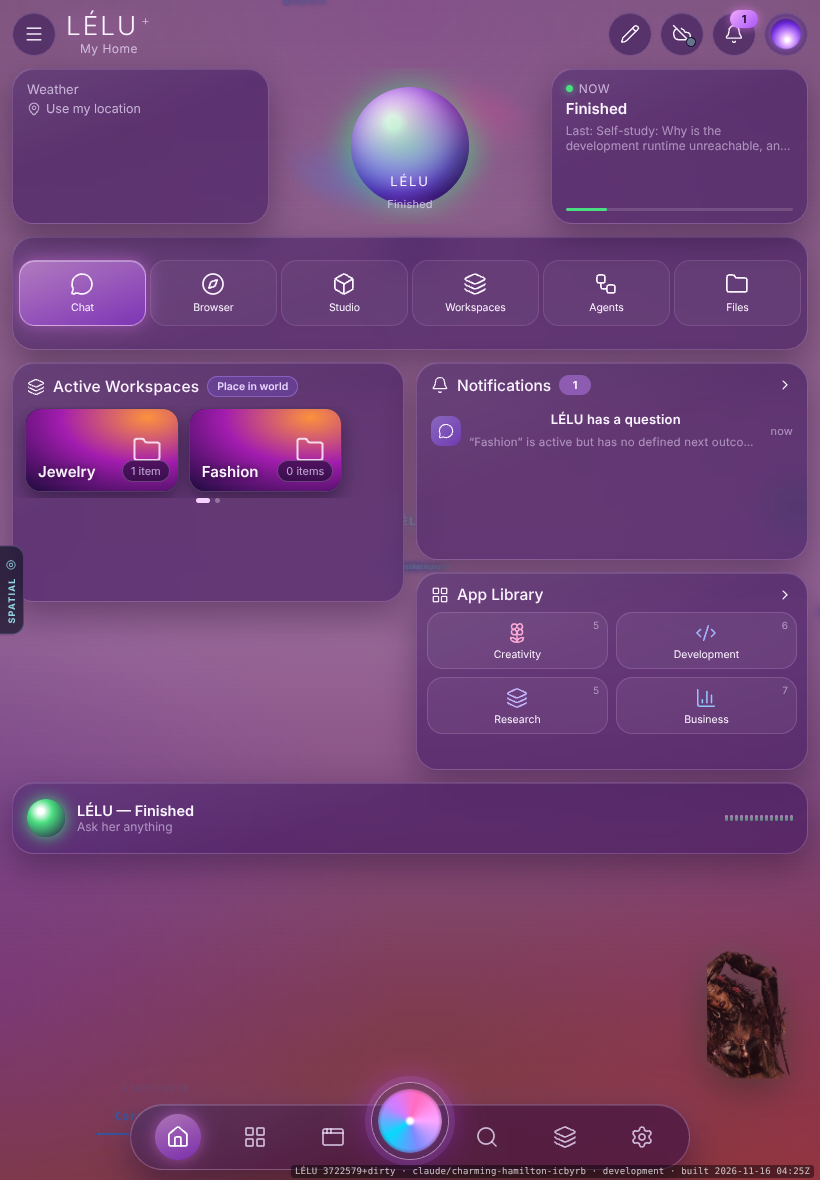 LÉLU +
My Home
1
Weather
Use my location
LÉLU
Finished
NOW
Finished
Last: Self-study: Why is the
development runtime unreachable, an...
Chat
Browser
Studio
Workspaces
Agents
Files
Active Workspaces
Place in world
Jewelry
1 item
Fashion
0 items
Notifications
1
LÉLU has a question
“Fashion” is active but has no defined next outco...
now
SPATIAL
App Library
Creativity
5
Development
6
Research
5
Business
7
LÉLU — Finished
Ask her anything
LÉLU 3722579+dirty · claude/charming-hamilton-icbyrb · development · built 2026-11-16 04:25Z